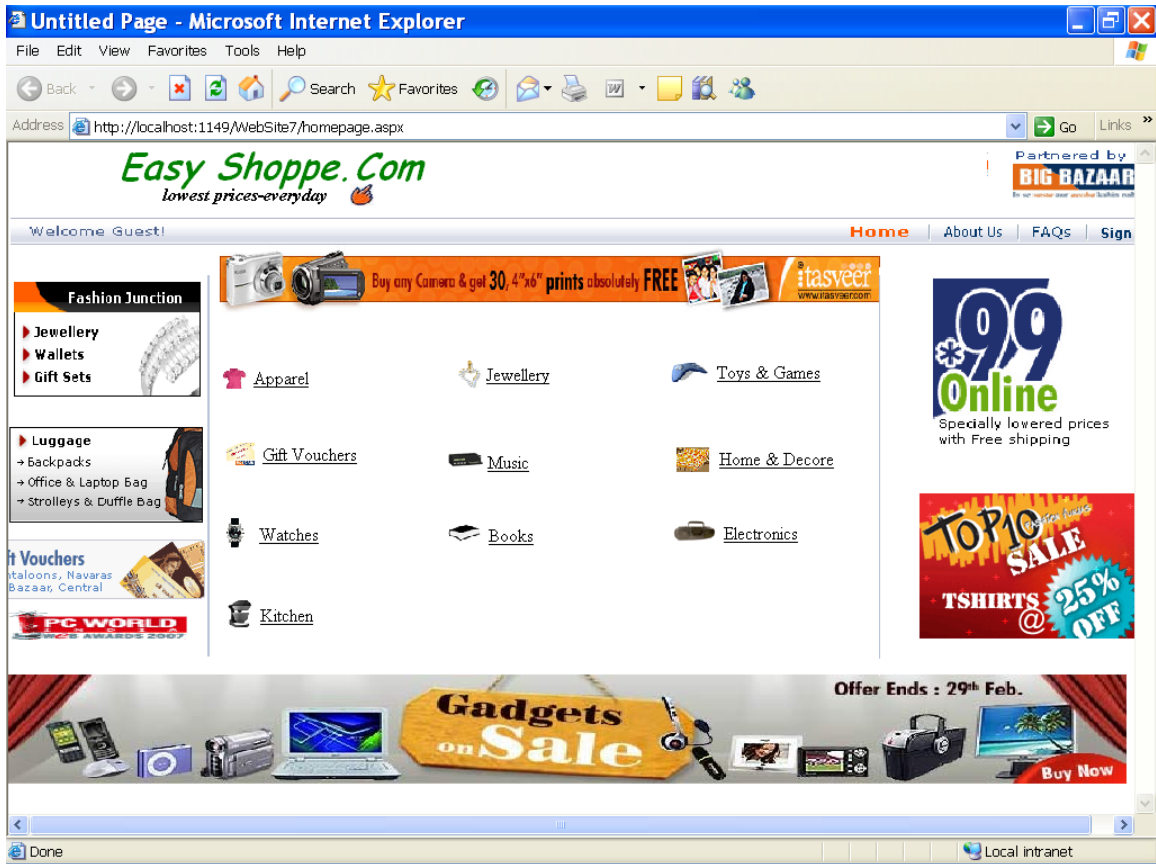 Untitled Page - Microsoft Internet Explorer
File Edit View Favorites Tools Help
Back Search Favorites
Address http://localhost:1149/WebSite7/homepage.aspx Go Links »
Easy Shoppe.Com
lowest prices-everyday
Partnered by
BIG BAZAAR
Welcome Guest!
Home | About Us | FAQs | Sign
Buy any Camera & get 30, 4"x6" prints absolutely FREE
itasveer
www.itasveer.com
Fashion Junction
Jewellery
Wallets
Gift Sets
Luggage
Backpacks
Office & Laptop Bag
Strolleys & Duffle Bag
ft Vouchers
ntaloons, Navaras
Bazaar, Central
PC WORLD
INDIA
WEB AWARDS 2007
Apparel
Jewellery
Toys & Games
Gift Vouchers
Music
Home & Decore
Watches
Books
Electronics
Kitchen
99
Online
Specially lowered prices
with Free shipping
TOP 10
SALE
TSHIRTS
@
25%
OFF
Gadgets
on Sale
Offer Ends : 29th Feb.
Buy Now
Done
Local intranet